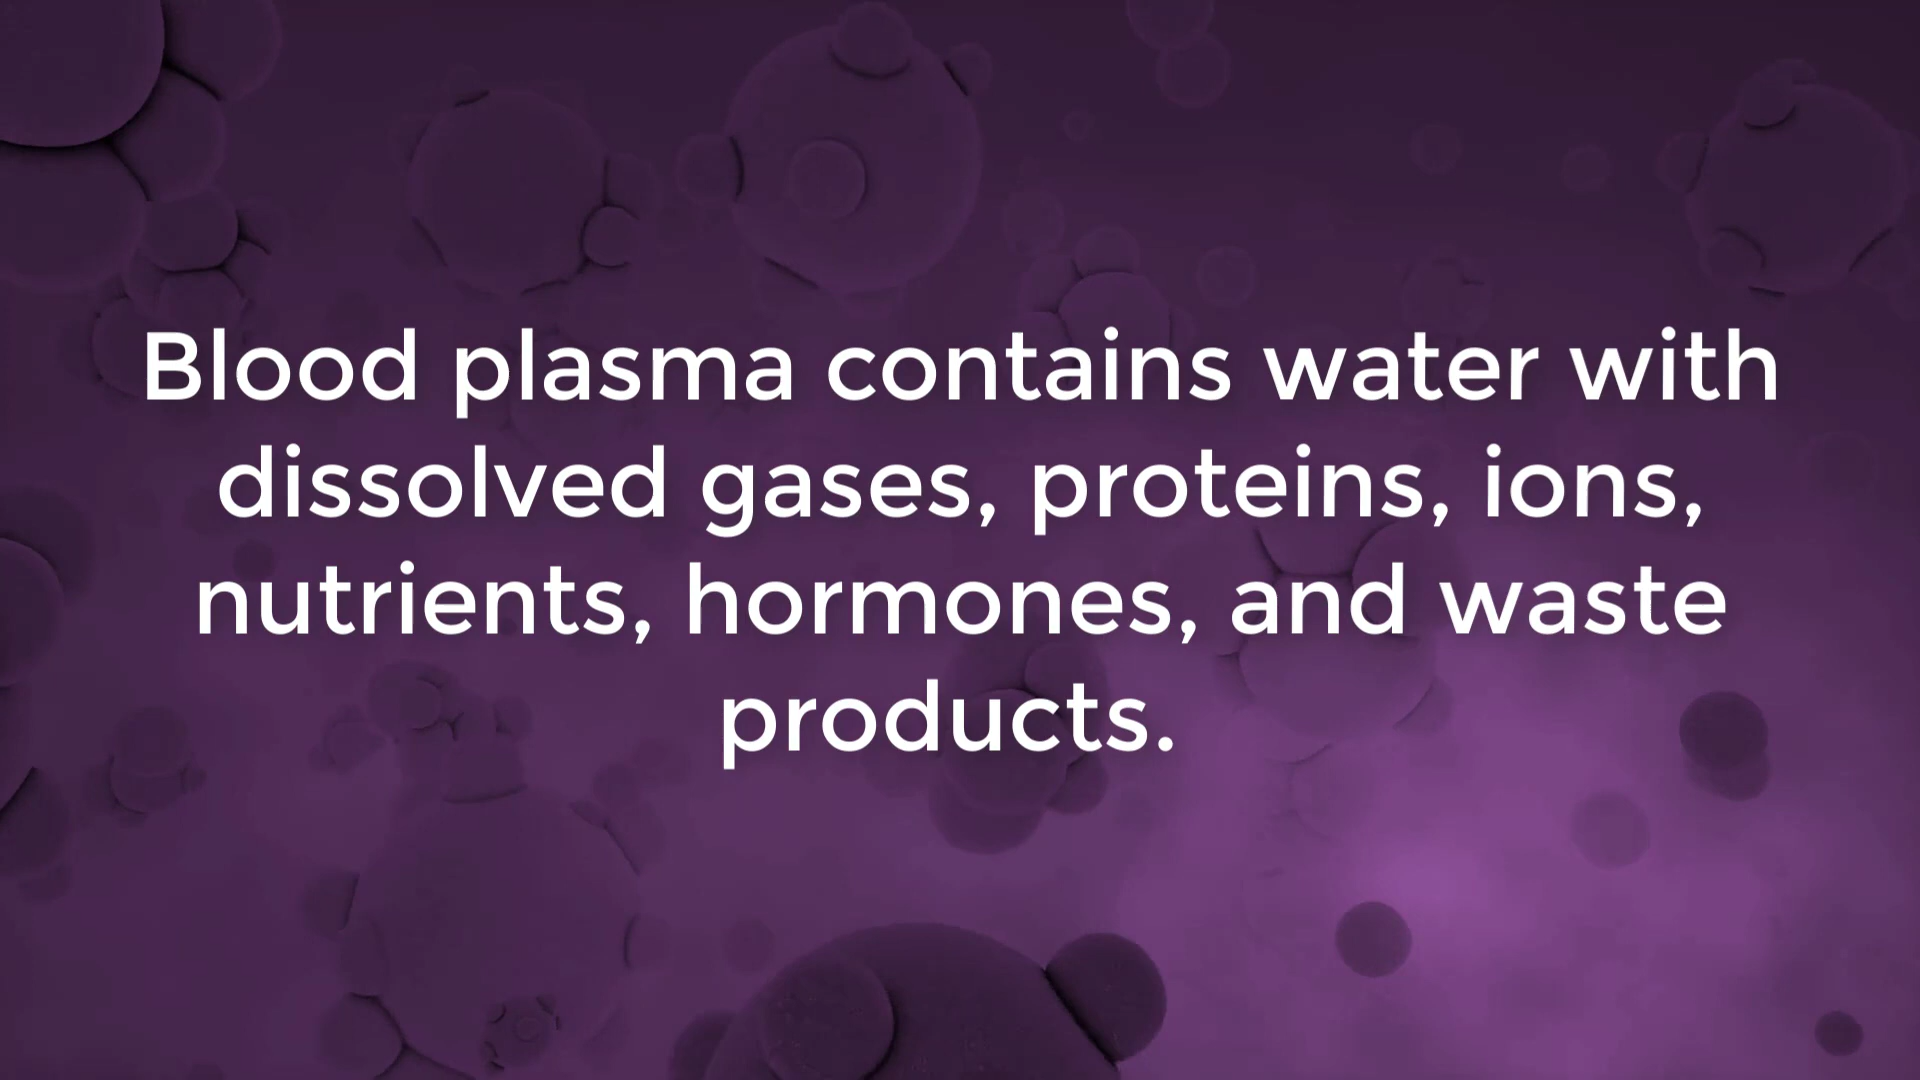 Blood plasma contains water with
dissolved gases, proteins, ions,
nutrients, hormones, and waste
products.